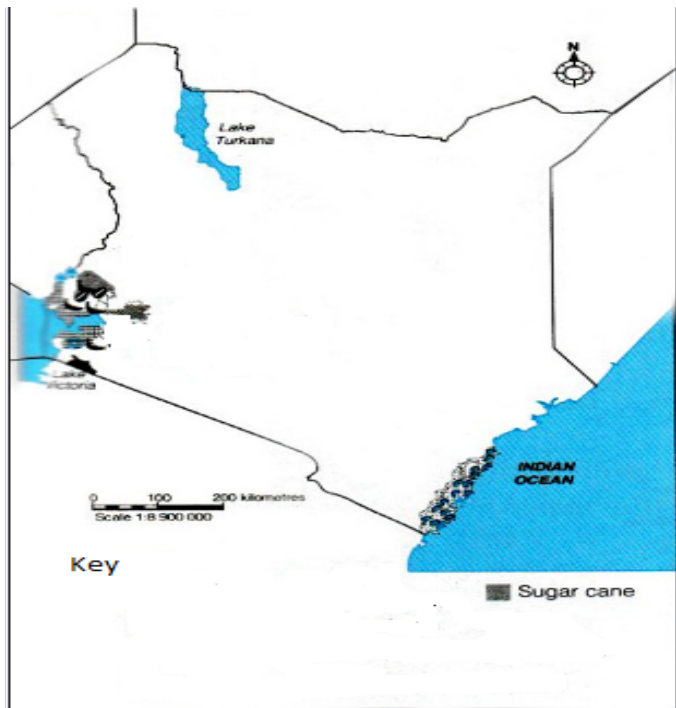 N
Lake
Turkana
Lake
Victoria
INDIAN
OCEAN
0 100 200 kilometres
Scale 1:8 900 000
Key
Sugar cane